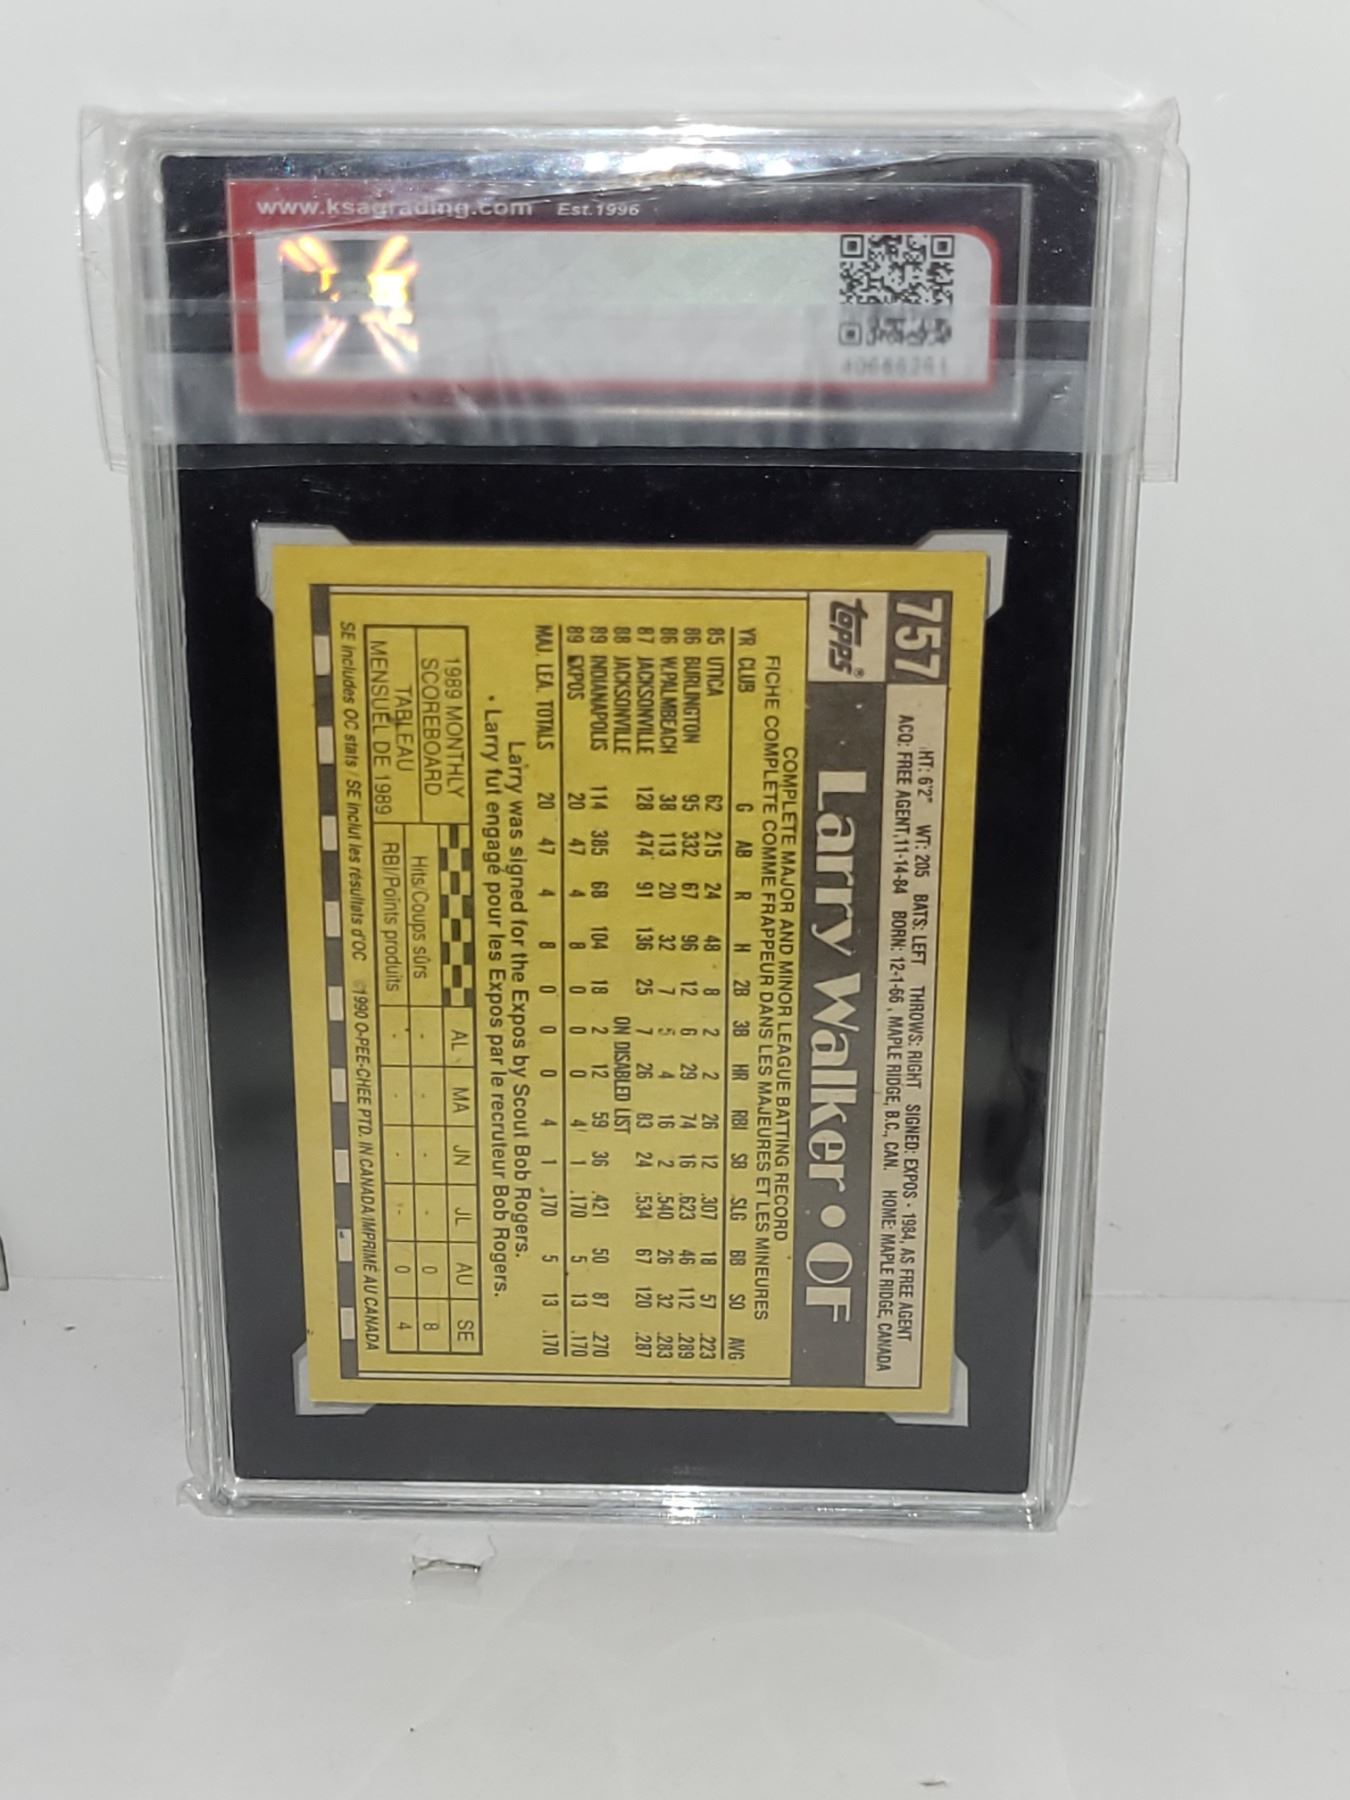 www.ksagrading.com Est.1996
40686261
757 HT: 6'2" WT: 205 BATS: LEFT THROWS: RIGHT SIGNED: EXPOS - 1984, AS FREE AGENT
ACQ: FREE AGENT, 11-14-84 BORN: 12-1-66, MAPLE RIDGE, B.C., CAN. HOME: MAPLE RIDGE, CANADA
topps® Larry Walker • OF
COMPLETE MAJOR AND MINOR LEAGUE BATTING RECORD
FICHE COMPLETE COMME FRAPPEUR DANS LES MAJEURES ET LES MINEURES
YR CLUB G AB R H 2B 3B HR RBI SB SLG BB SO AVG
85 UTICA 62 215 24 48 8 2 2 26 12 .307 18 57 .223
86 BURLINGTON 95 332 67 96 12 6 29 74 16 .623 46 112 .289
86 W.PALM BEACH 38 113 20 32 7 5 4 16 2 .540 26 32 .283
87 JACKSONVILLE 128 474 91 136 25 7 26 83 24 .534 67 120 .287
88 JACKSONVILLE ON DISABLED LIST
89 INDIANAPOLIS 114 385 68 104 18 2 12 59 36 .421 50 87 .270
89 EXPOS 20 47 4 8 0 0 0 4 1 .170 5 13 .170
MAJ. LEA. TOTALS 20 47 4 8 0 0 0 4 1 .170 5 13 .170
Larry was signed for the Expos by Scout Bob Rogers.
• Larry fut engagé pour les Expos par le recruteur Bob Rogers.
1989 MONTHLY SCOREBOARD
TABLEAU MENSUEL DE 1989
AL MA JN JL AU SE
Hits/Coups sûrs - - - - 0 8
RBI/Points produits - - - - 0 4
SE includes OC stats / SE inclut les résultats d'OC ©1990 O-PEE-CHEE PTD. IN CANADA/IMPRIMÉ AU CANADA